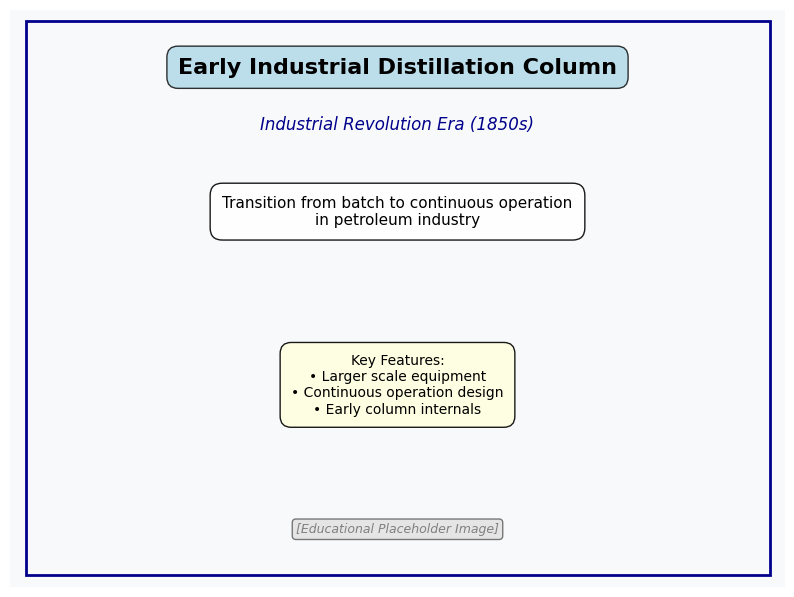 Early Industrial Distillation Column
Industrial Revolution Era (1850s)
Transition from batch to continuous operation
in petroleum industry
Key Features:
• Larger scale equipment
• Continuous operation design
• Early column internals
[Educational Placeholder Image]